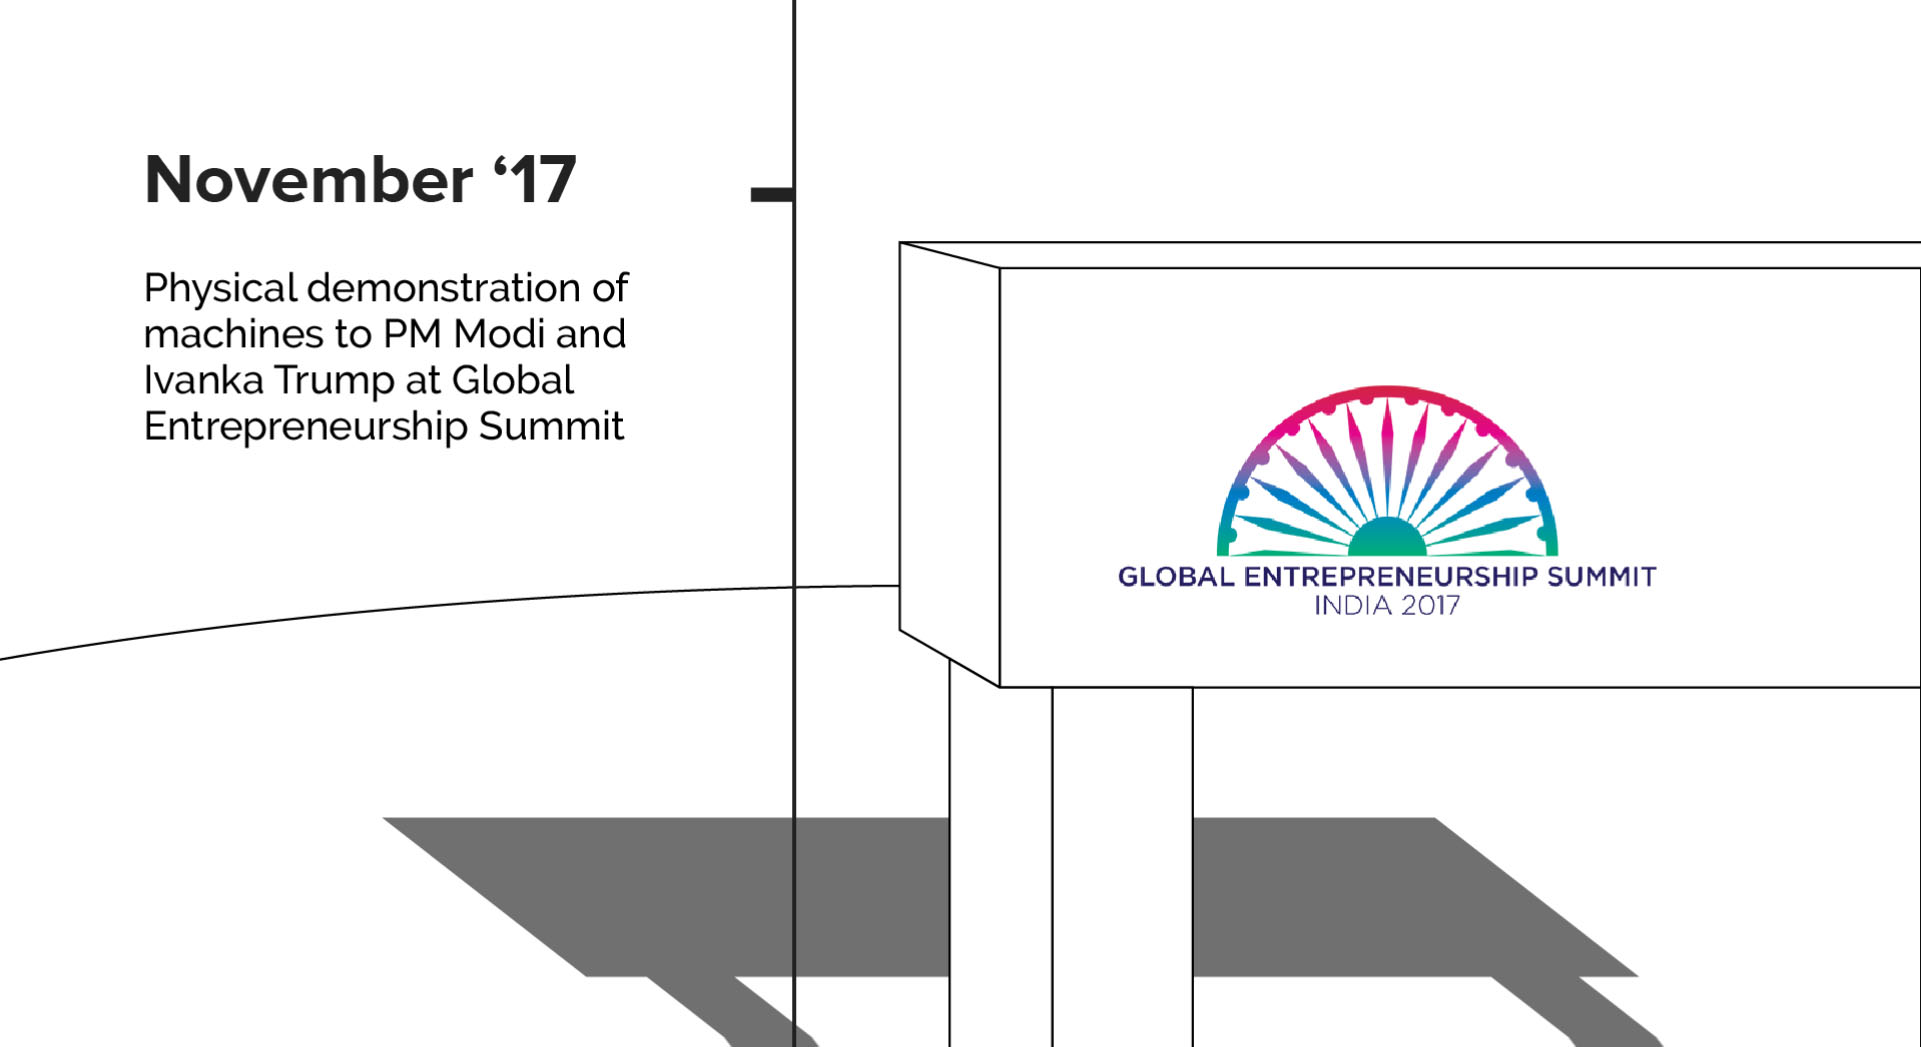 November ‘17
Physical demonstration of
machines to PM Modi and
Ivanka Trump at Global
Entrepreneurship Summit
GLOBAL ENTREPRENEURSHIP SUMMIT
INDIA 2017